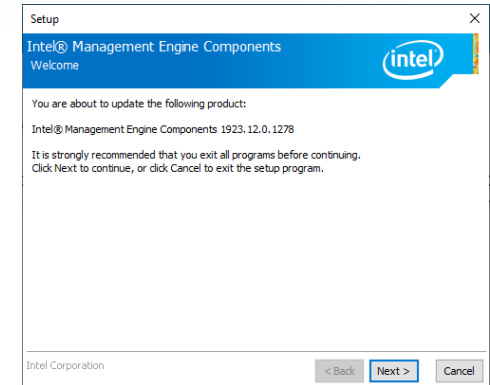 Setup
Intel® Management Engine Components
Welcome
intel
You are about to update the following product:
Intel® Management Engine Components 1923.12.0.1278
It is strongly recommended that you exit all programs before continuing.
Click Next to continue, or click Cancel to exit the setup program.
Intel Corporation
< Back Next > Cancel